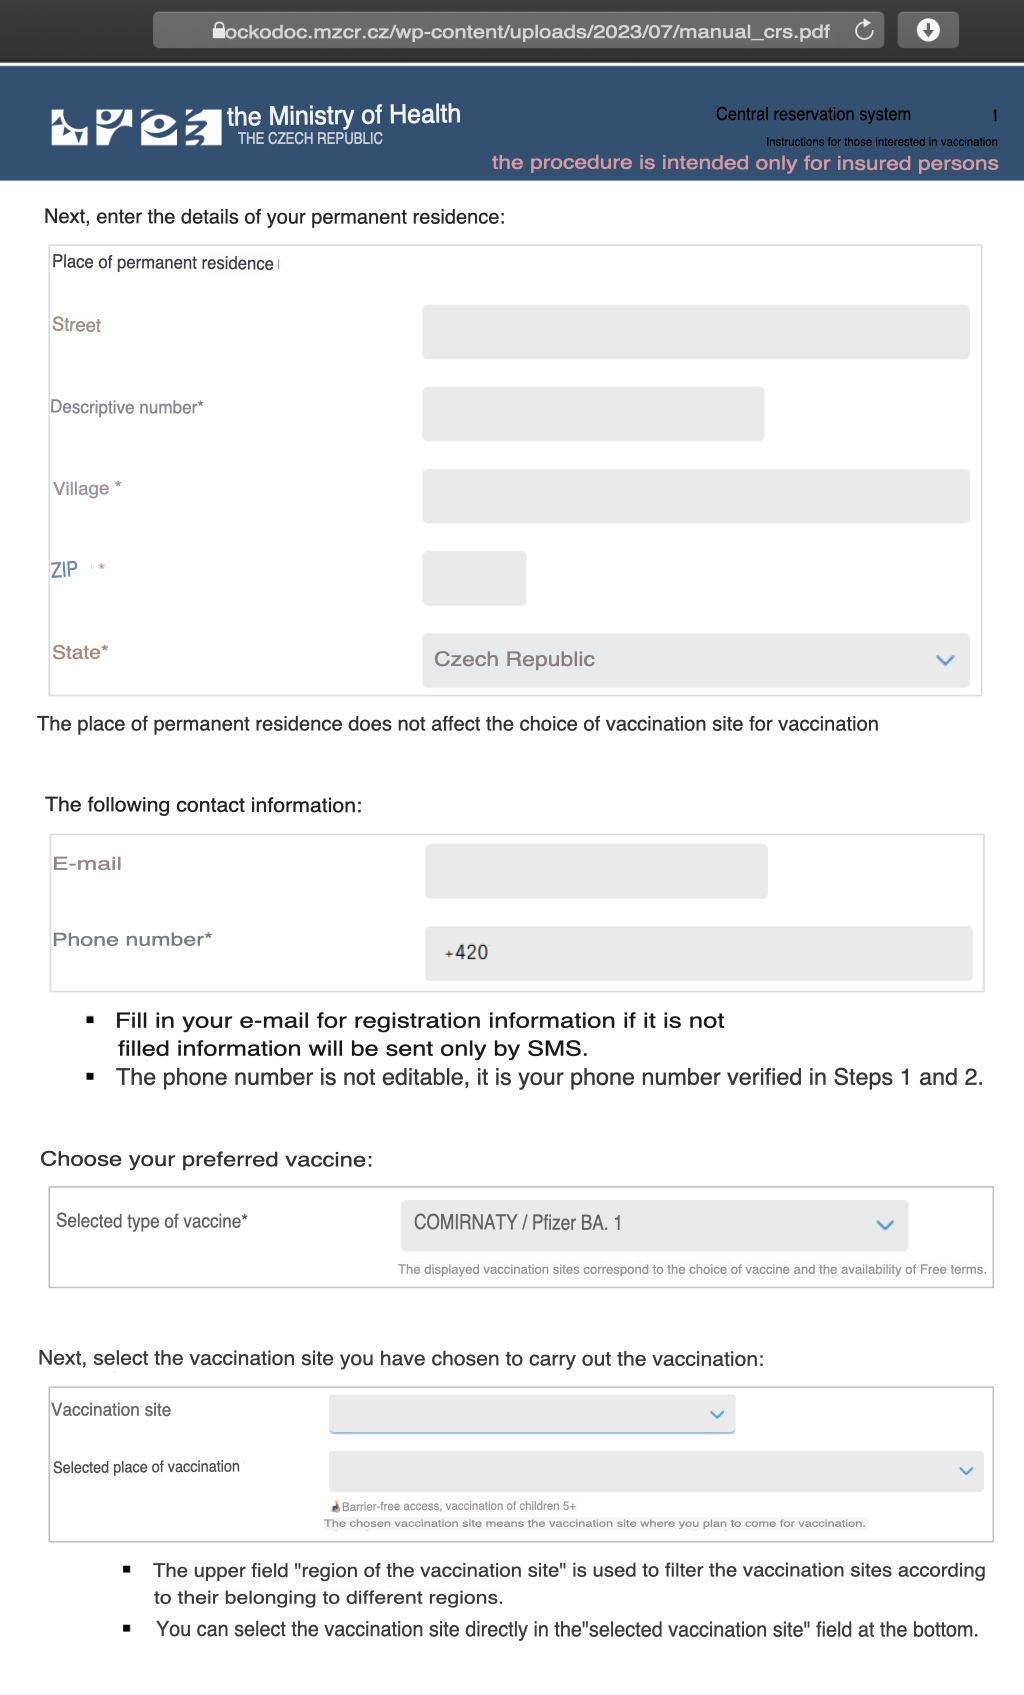 ockodoc.mzcr.cz/wp-content/uploads/2023/07/manual_crs.pdf
the Ministry of Health
THE CZECH REPUBLIC
Central reservation system 1
Instructions for those interested in vaccination
the procedure is intended only for insured persons
Next, enter the details of your permanent residence:
Place of permanent residence
Street
Descriptive number*
Village *
ZIP *
State* Czech Republic
The place of permanent residence does not affect the choice of vaccination site for vaccination
The following contact information:
E-mail
Phone number* +420
▪ Fill in your e-mail for registration information if it is not
filled information will be sent only by SMS.
▪ The phone number is not editable, it is your phone number verified in Steps 1 and 2.
Choose your preferred vaccine:
Selected type of vaccine* COMIRNATY / Pfizer BA. 1
The displayed vaccination sites correspond to the choice of vaccine and the availability of Free terms.
Next, select the vaccination site you have chosen to carry out the vaccination:
Vaccination site
Selected place of vaccination
Barrier-free access, vaccination of children 5+
The chosen vaccination site means the vaccination site where you plan to come for vaccination.
▪ The upper field "region of the vaccination site" is used to filter the vaccination sites according
to their belonging to different regions.
▪ You can select the vaccination site directly in the"selected vaccination site" field at the bottom.